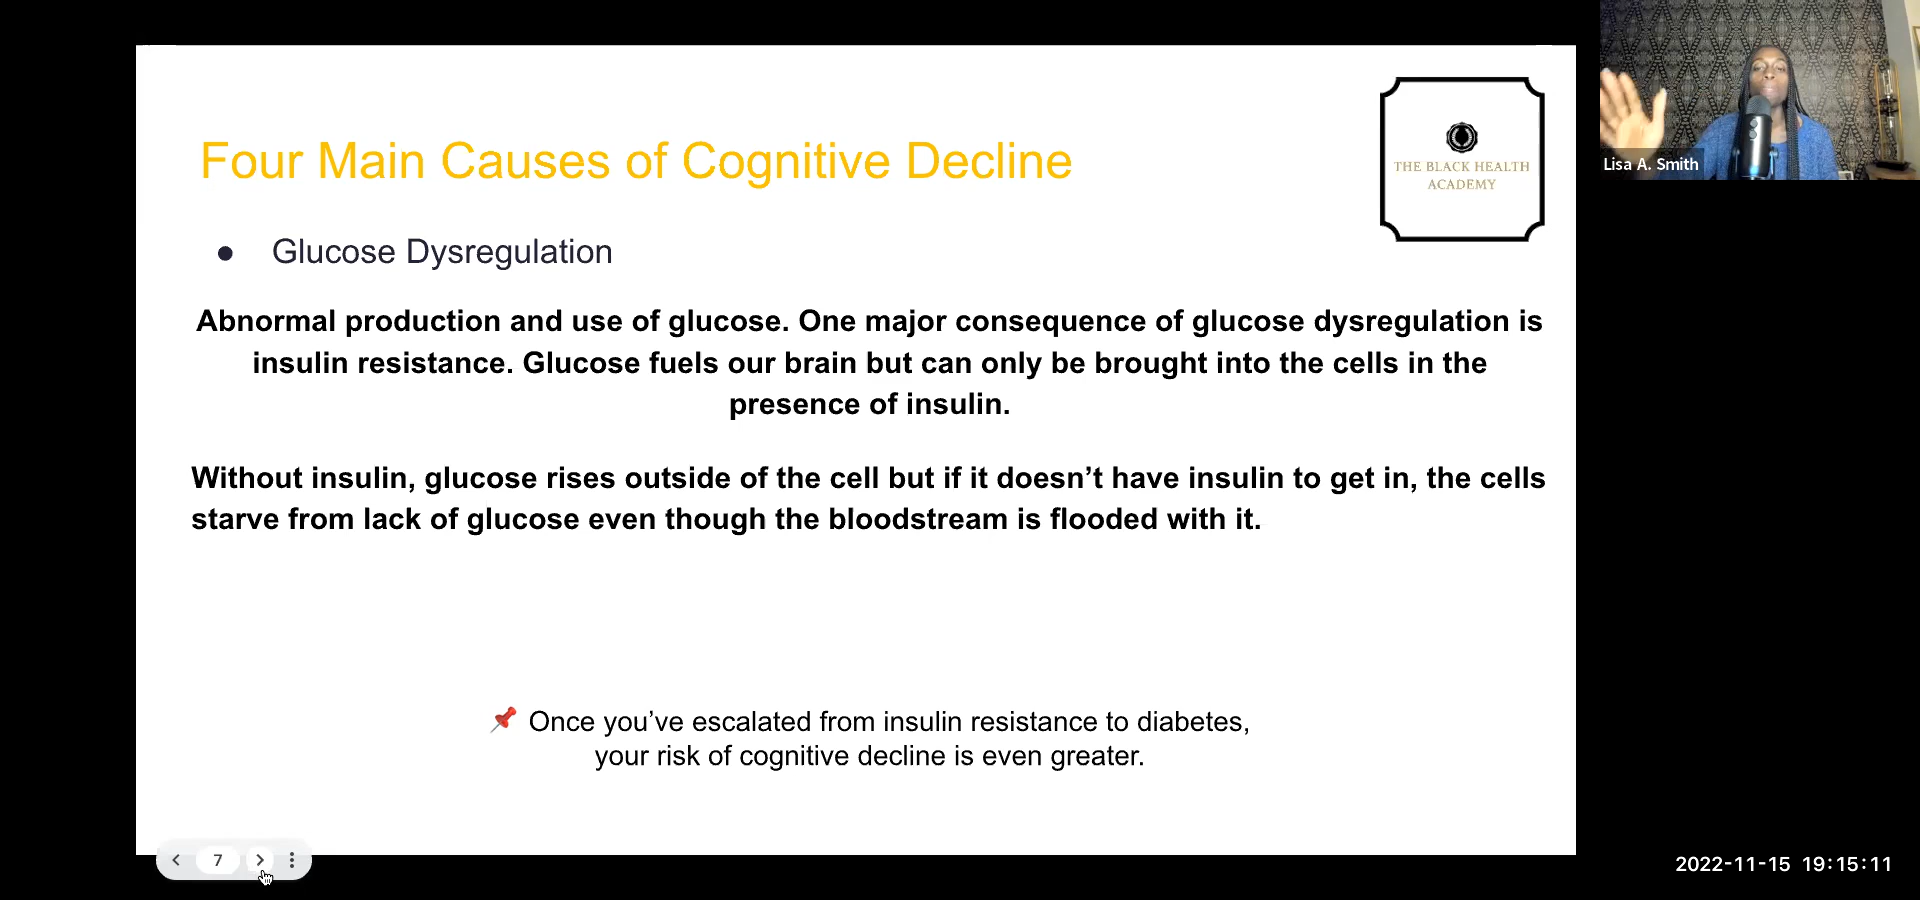 Four Main Causes of Cognitive Decline
THE BLACK HEALTH
ACADEMY
Lisa A. Smith
● Glucose Dysregulation
Abnormal production and use of glucose. One major consequence of glucose dysregulation is
insulin resistance. Glucose fuels our brain but can only be brought into the cells in the
presence of insulin.
Without insulin, glucose rises outside of the cell but if it doesn’t have insulin to get in, the cells
starve from lack of glucose even though the bloodstream is flooded with it.
📌 Once you’ve escalated from insulin resistance to diabetes,
your risk of cognitive decline is even greater.
7
2022-11-15 19:15:11